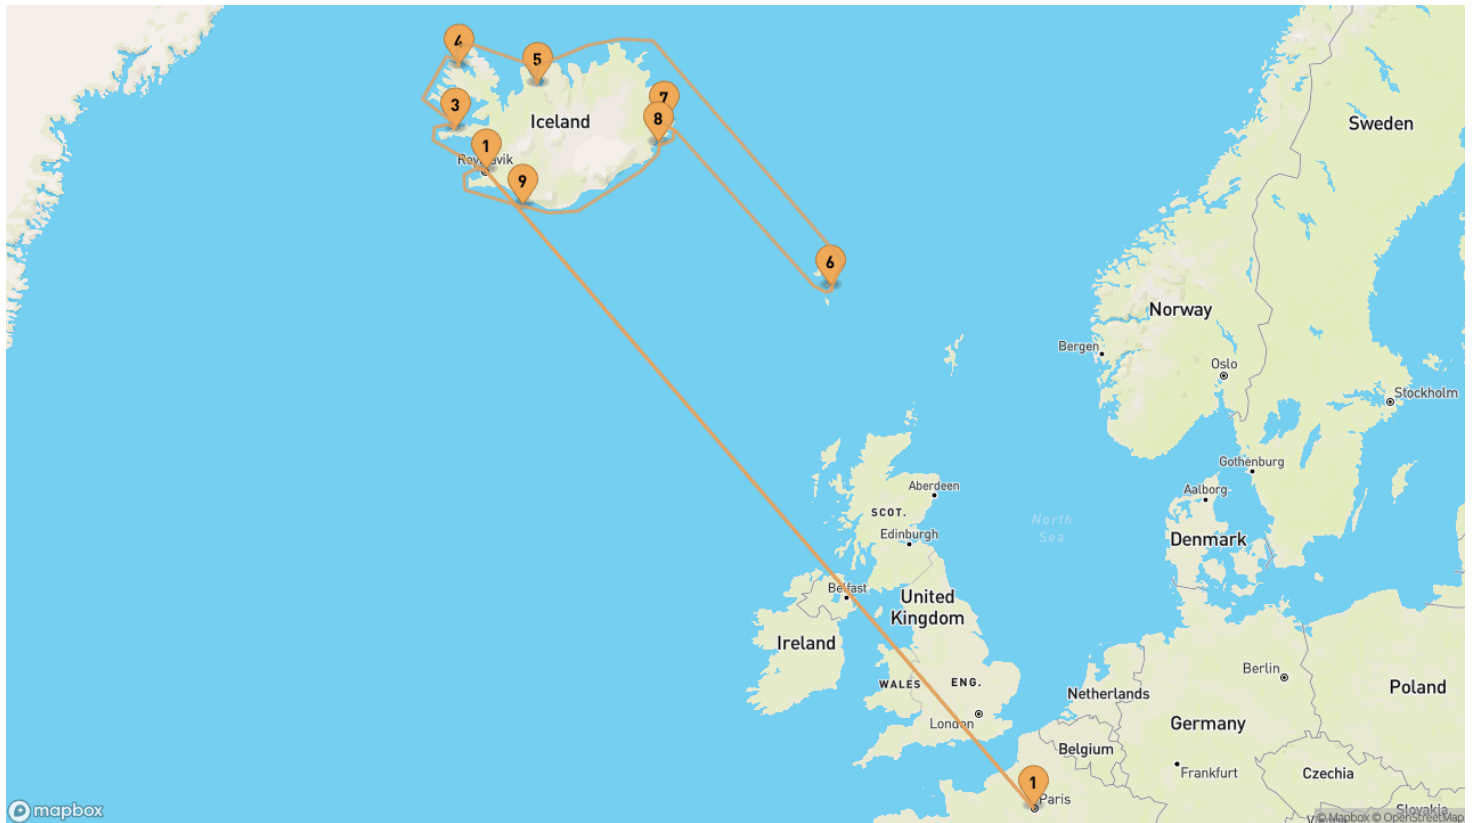 4
5
7
3
8
Iceland
Sweden
1
Reykjavik
9
6
Norway
Bergen
Oslo
Stockholm
Gothenburg
Aberdeen
Aalborg
SCOT.
North
Sea
Edinburgh
Denmark
Belfast
United
Kingdom
Ireland
Berlin
WALES
ENG.
Netherlands
Poland
London
Germany
Belgium
Frankfurt
Czechia
1
Paris
mapbox
Slovakia
© Mapbox © OpenStreetMap